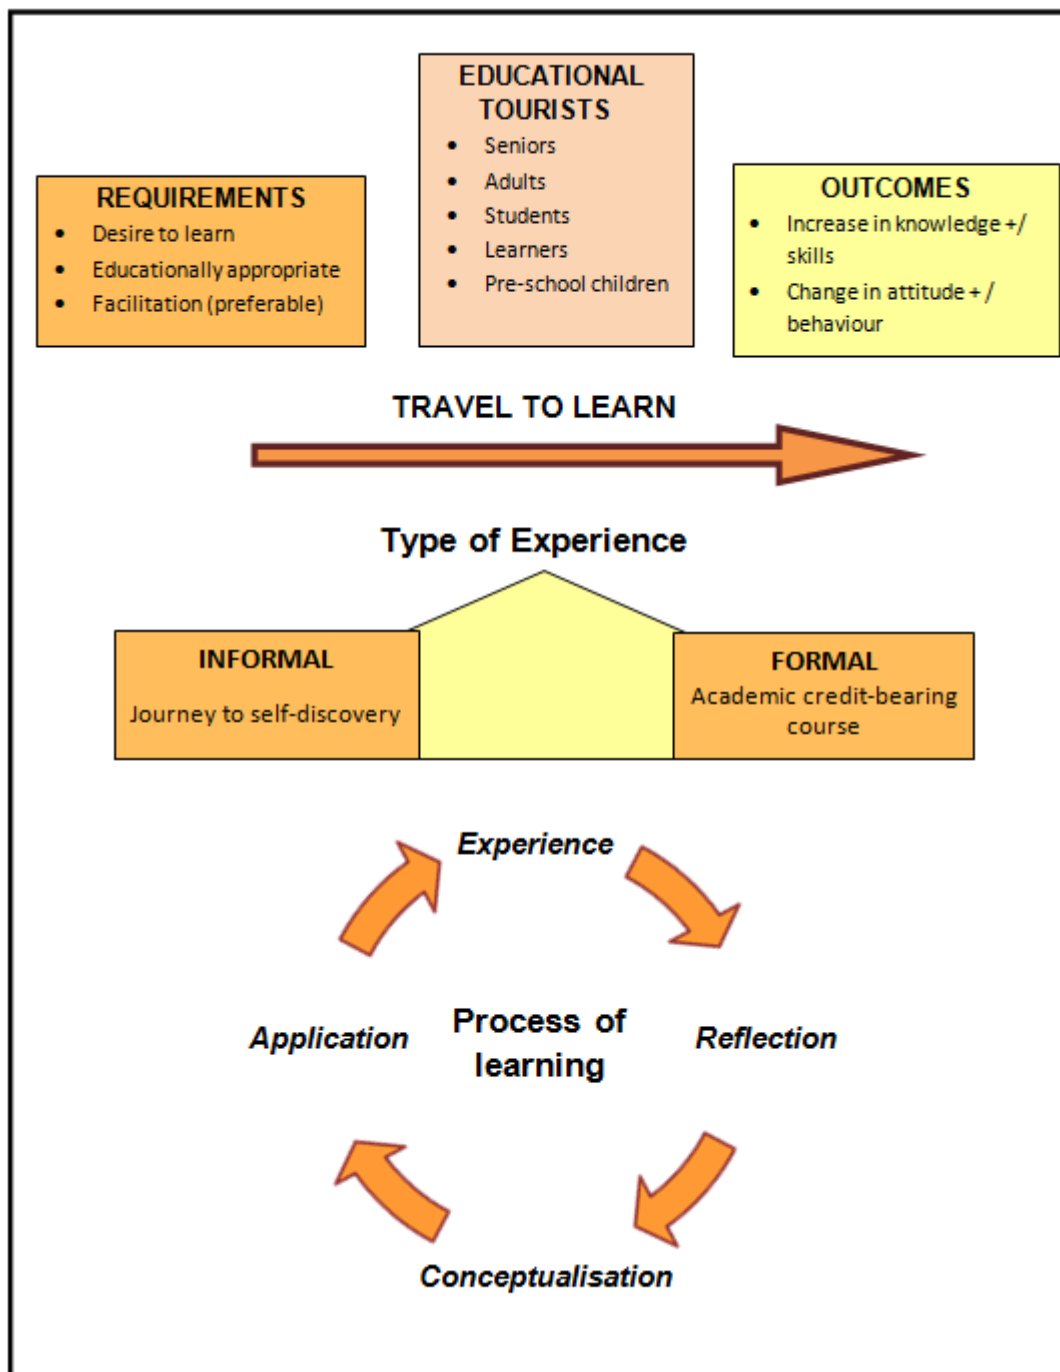 EDUCATIONAL
TOURISTS
• Seniors
• Adults
• Students
• Learners
• Pre-school children
REQUIREMENTS
• Desire to learn
• Educationally appropriate
• Facilitation (preferable)
OUTCOMES
• Increase in knowledge +/
skills
• Change in attitude + /
behaviour
TRAVEL TO LEARN
Type of Experience
INFORMAL
Journey to self-discovery
FORMAL
Academic credit-bearing
course
Experience
Application
Process of
learning
Reflection
Conceptualisation